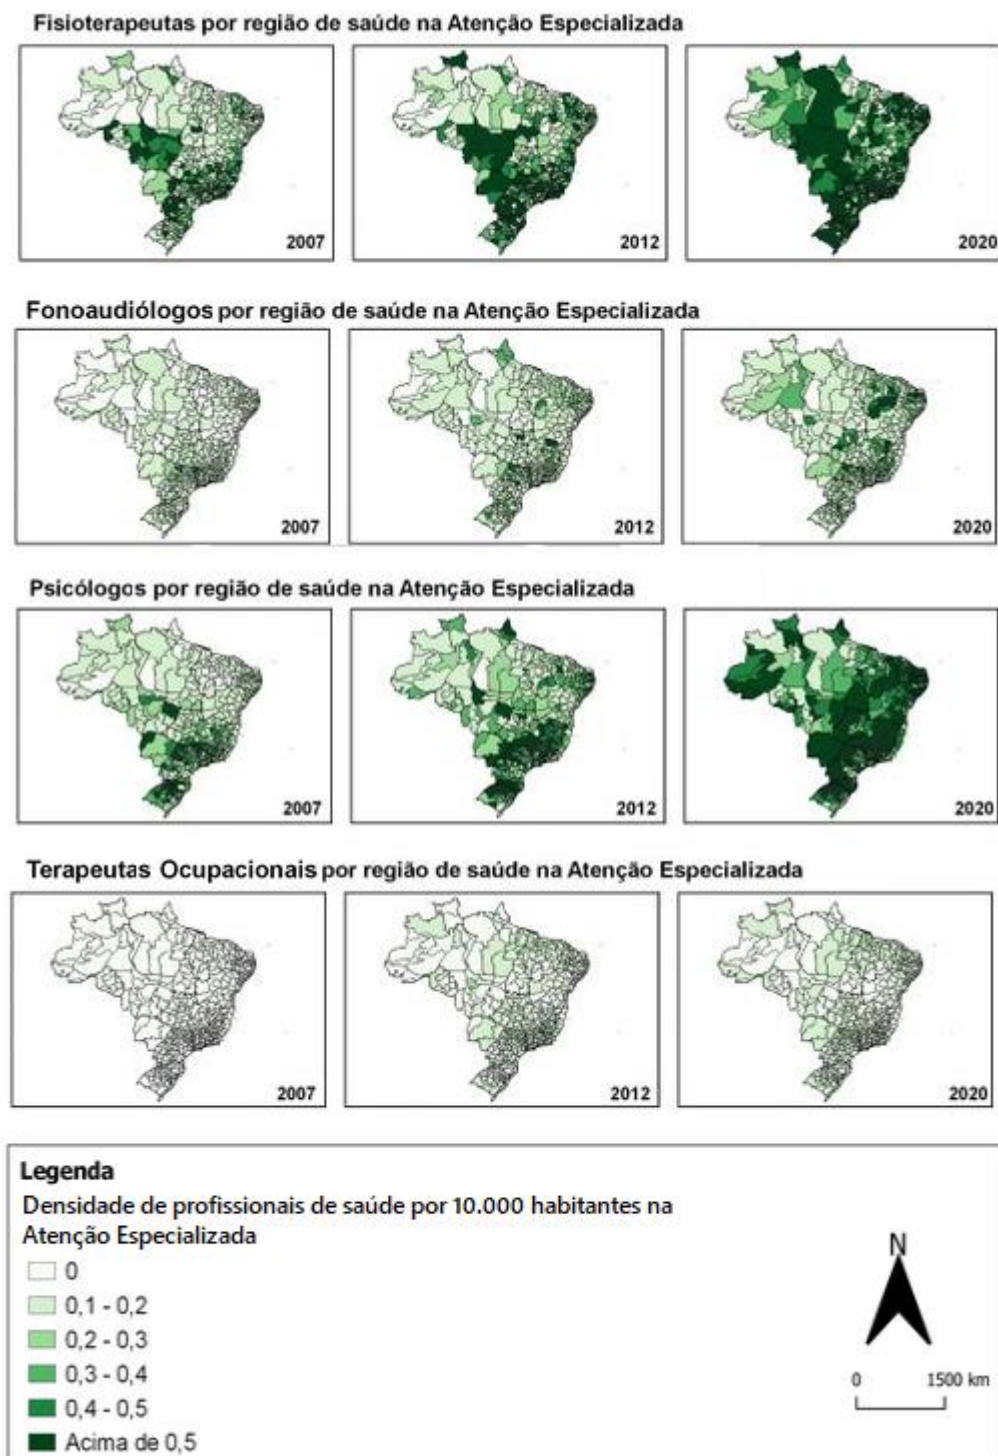 Fisioterapeutas por região de saúde na Atenção Especializada
2007
2012
2020
Fonoaudiólogos por região de saúde na Atenção Especializada
2007
2012
2020
Psicólogos por região de saúde na Atenção Especializada
2007
2012
2020
Terapeutas Ocupacionais por região de saúde na Atenção Especializada
2007
2012
2020
Legenda
Densidade de profissionais de saúde por 10.000 habitantes na
Atenção Especializada
0
0,1 - 0,2
0,2 - 0,3
0,3 - 0,4
0,4 - 0,5
Acima de 0,5
N
0 1500 km